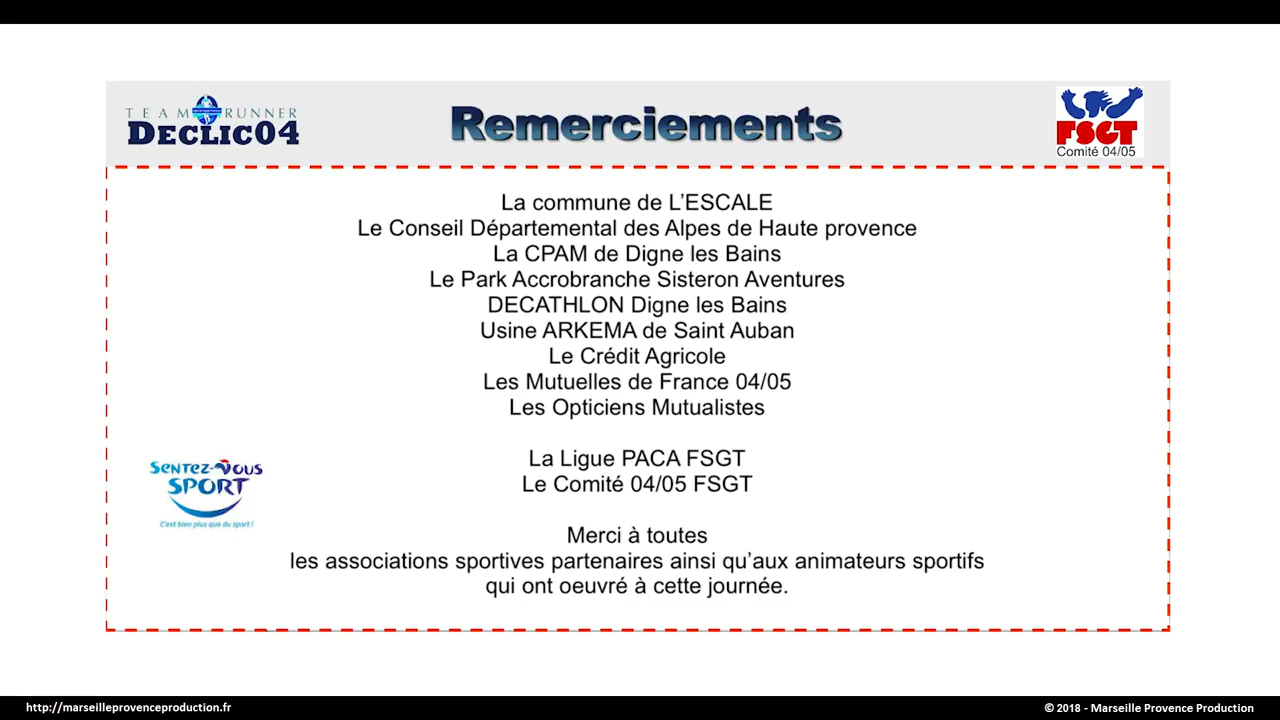 TEAM RUNNER
DECLIC04
Remerciements
FSGT
Comité 04/05
La commune de L'ESCALE
Le Conseil Départemental des Alpes de Haute provence
La CPAM de Digne les Bains
Le Park Accrobranche Sisteron Aventures
DECATHLON Digne les Bains
Usine ARKEMA de Saint Auban
Le Crédit Agricole
Les Mutuelles de France 04/05
Les Opticiens Mutualistes
La Ligue PACA FSGT
Le Comité 04/05 FSGT
SENTEZ-VOUS
SPORT
C'est bien plus que du sport !
Merci à toutes
les associations sportives partenaires ainsi qu'aux animateurs sportifs
qui ont oeuvré à cette journée.
http://marseilleprovenceproduction.fr
© 2018 - Marseille Provence Production